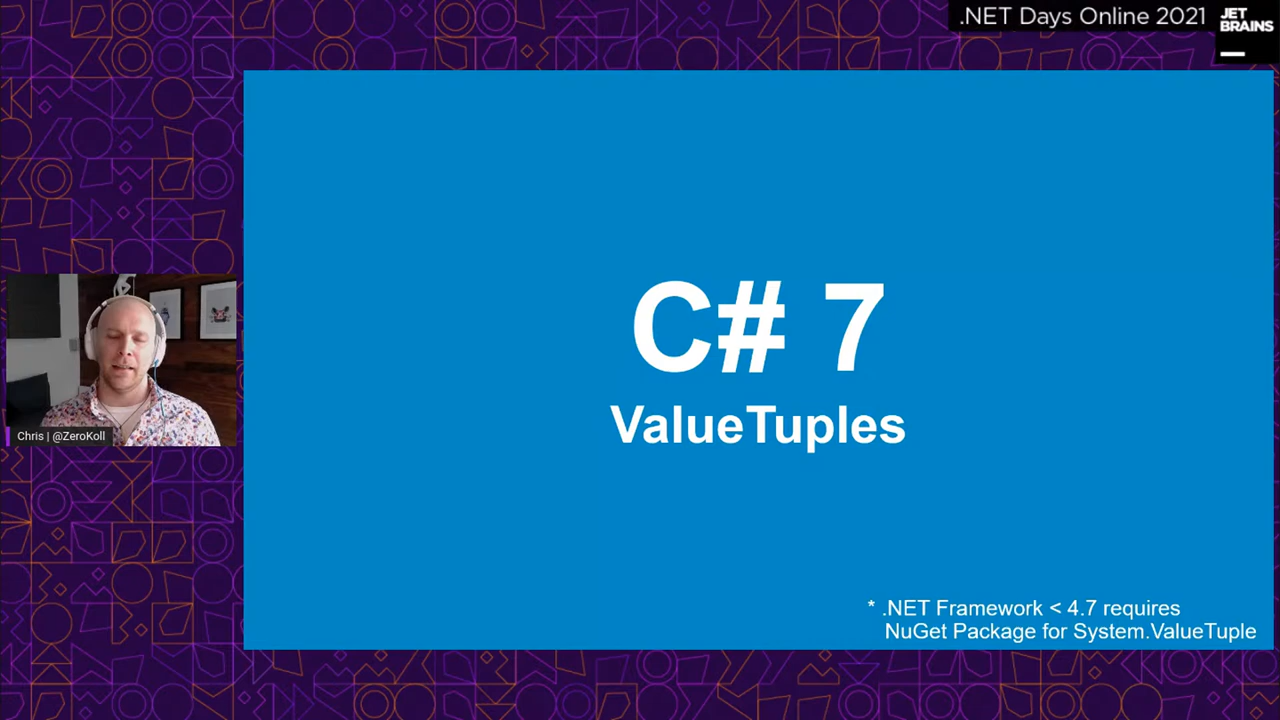 .NET Days Online 2021
JET
BRAINS
C# 7
ValueTuples
Chris | @ZeroKoll
* .NET Framework < 4.7 requires
NuGet Package for System.ValueTuple